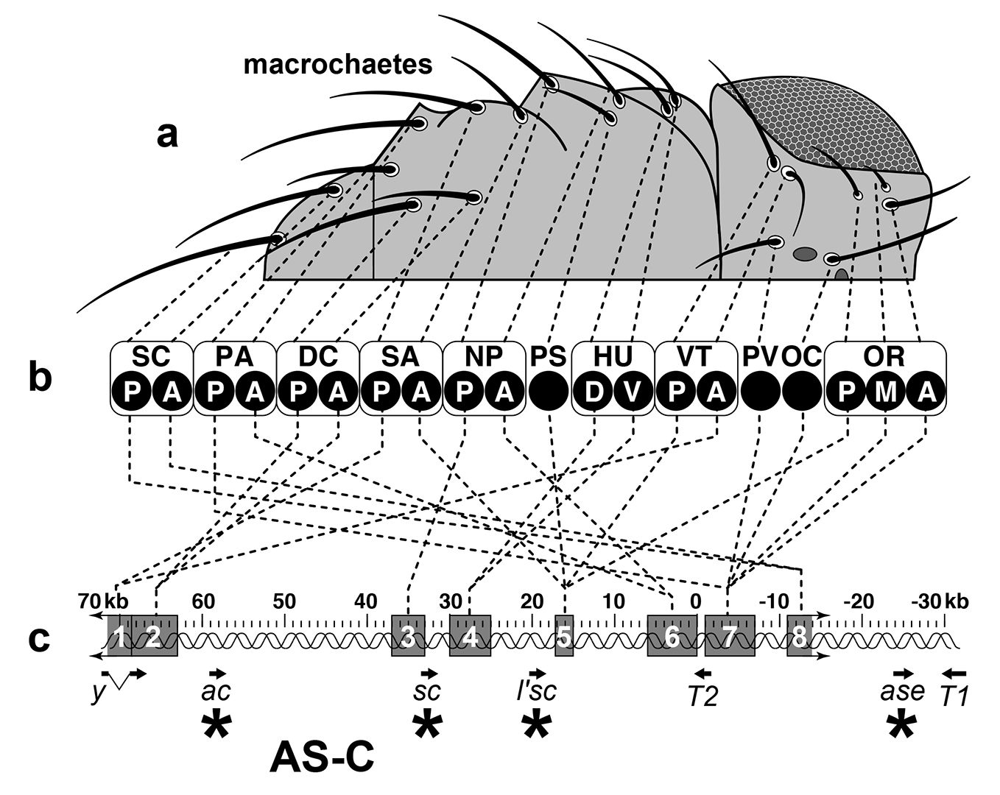 macrochaetes
a
b
SC PA DC SA NP PS HU VT PV OC OR
P A P A P A P A P A D V P A P M A
70 kb 60 50 40 30 20 10 0 -10 -20 -30 kb
c
1 2 3 4 5 6 7 8
y ac sc l'sc T2 ase T1
* * * *
AS-C